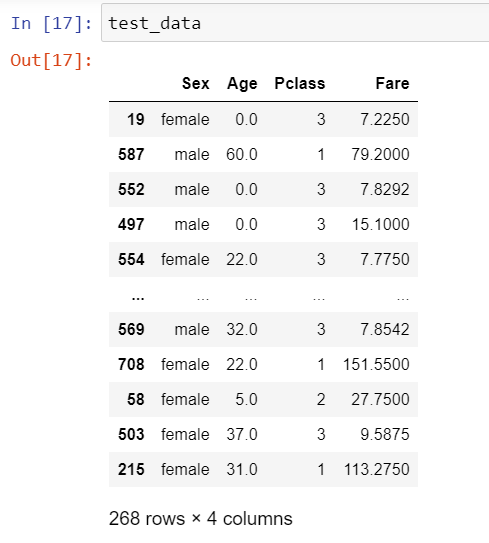 In [17]: test_data
Out[17]:
Sex Age Pclass Fare
19 female 0.0 3 7.2250
587 male 60.0 1 79.2000
552 male 0.0 3 7.8292
497 male 0.0 3 15.1000
554 female 22.0 3 7.7750
... ... ... ... ...
569 male 32.0 3 7.8542
708 female 22.0 1 151.5500
58 female 5.0 2 27.7500
503 female 37.0 3 9.5875
215 female 31.0 1 113.2750
268 rows × 4 columns